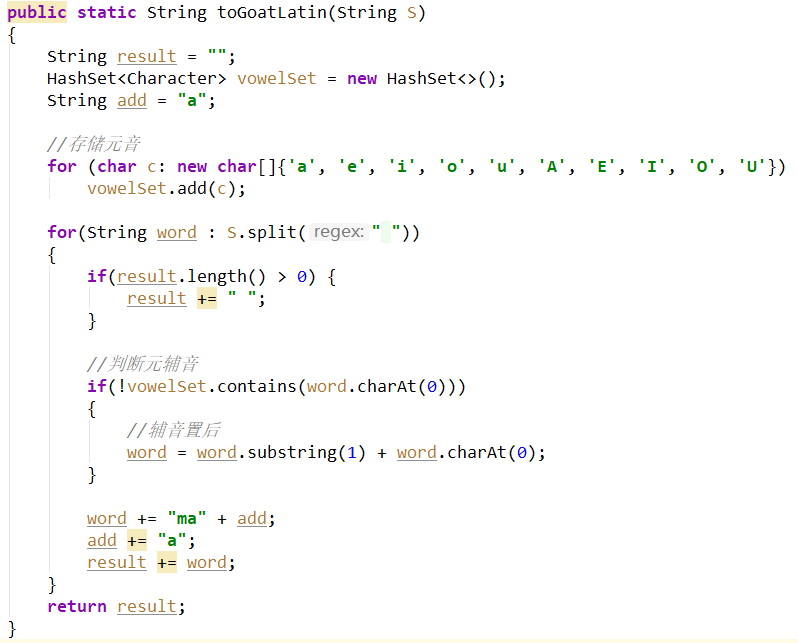 public static String toGoatLatin(String S)
{
    String result = "";
    HashSet<Character> vowelSet = new HashSet<>();
    String add = "a";
    //存储元音
    for (char c: new char[]{'a', 'e', 'i', 'o', 'u', 'A', 'E', 'I', 'O', 'U'})
        vowelSet.add(c);
    for(String word : S.split( regex: " "))
    {
        if(result.length() > 0) {
            result += " ";
        }
        //判断元辅音
        if(!vowelSet.contains(word.charAt(0)))
        {
            //辅音置后
            word = word.substring(1) + word.charAt(0);
        }
        word += "ma" + add;
        add += "a";
        result += word;
    }
    return result;
}